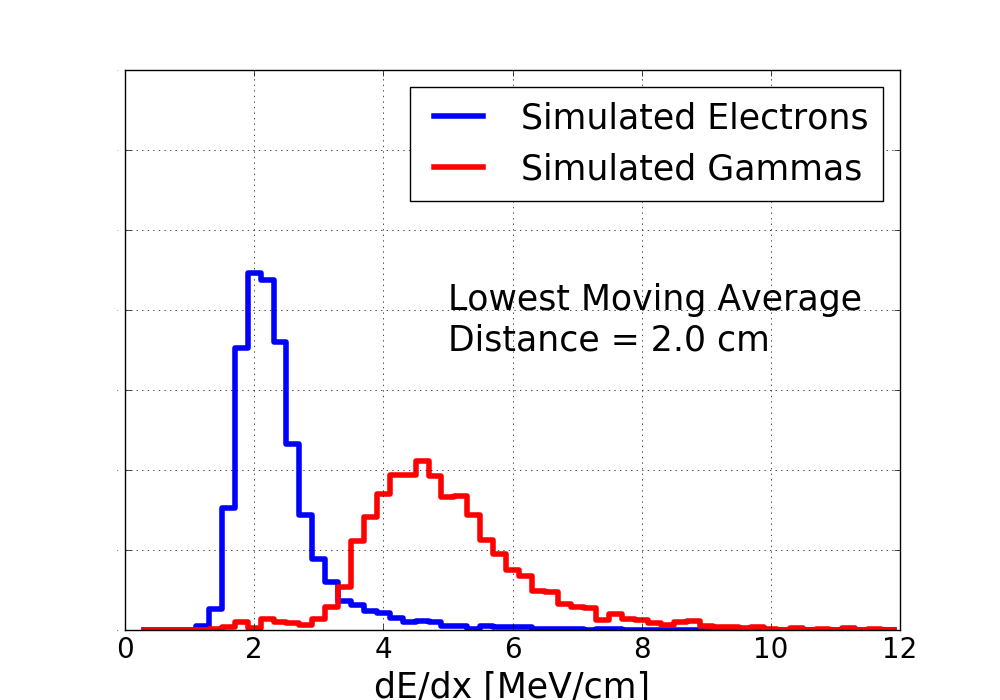 Simulated Electrons
Simulated Gammas
Lowest Moving Average
Distance = 2.0 cm
0 2 4 6 8 10 12
dE/dx [MeV/cm]